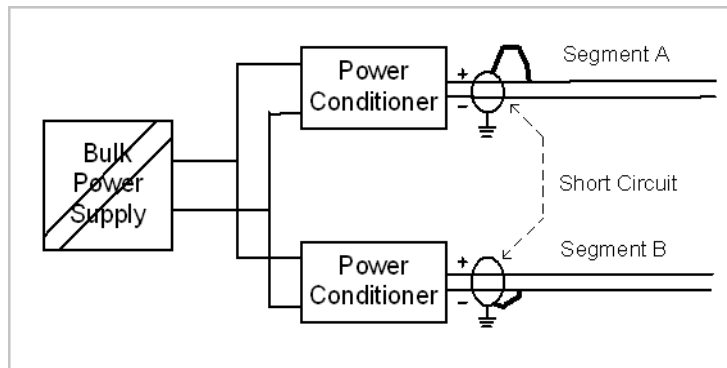 Power
Conditioner
+
−
Segment A
Bulk
Power
Supply
Short Circuit
Power
Conditioner
+
−
Segment B